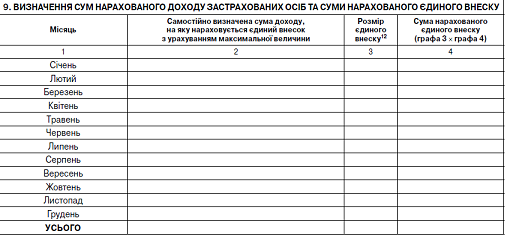 9. ВИЗНАЧЕННЯ СУМ НАРАХОВАНОГО ДОХОДУ ЗАСТРАХОВАНИХ ОСІБ ТА СУМИ НАРАХОВАНОГО ЄДИНОГО ВНЕСКУ
Місяць
Самостійно визначена сума доходу,
на яку нараховується єдиний внесок
з урахуванням максимальної величини
Розмір
єдиного
внеску¹²
Сума нарахованого
єдиного внеску
(графа 3 × графа 4)
1 2 3 4
Січень
Лютий
Березень
Квітень
Травень
Червень
Липень
Серпень
Вересень
Жовтень
Листопад
Грудень
УСЬОГО